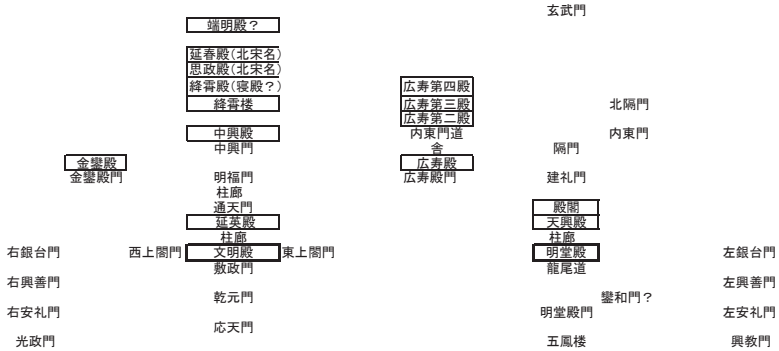 玄武門
端明殿？
延春殿(北宋名)
思政殿(北宋名)
絳霄殿(寝殿？) 広寿第四殿
絳霄楼 広寿第三殿 北隔門
広寿第二殿
中興殿 内東門道 内東門
中興門 舎 隔門
金鑾殿 広寿殿
金鑾殿門 明福門 広寿殿門 建礼門
柱廊
通天門 殿閣
延英殿 天興殿
柱廊 柱廊
右銀台門 西上閤門 文明殿 東上閤門 明堂殿 左銀台門
敷政門 龍尾道
右興善門 左興善門
乾元門 鑾和門？
右安礼門 明堂殿門 左安礼門
応天門
光政門 五鳳楼 興教門